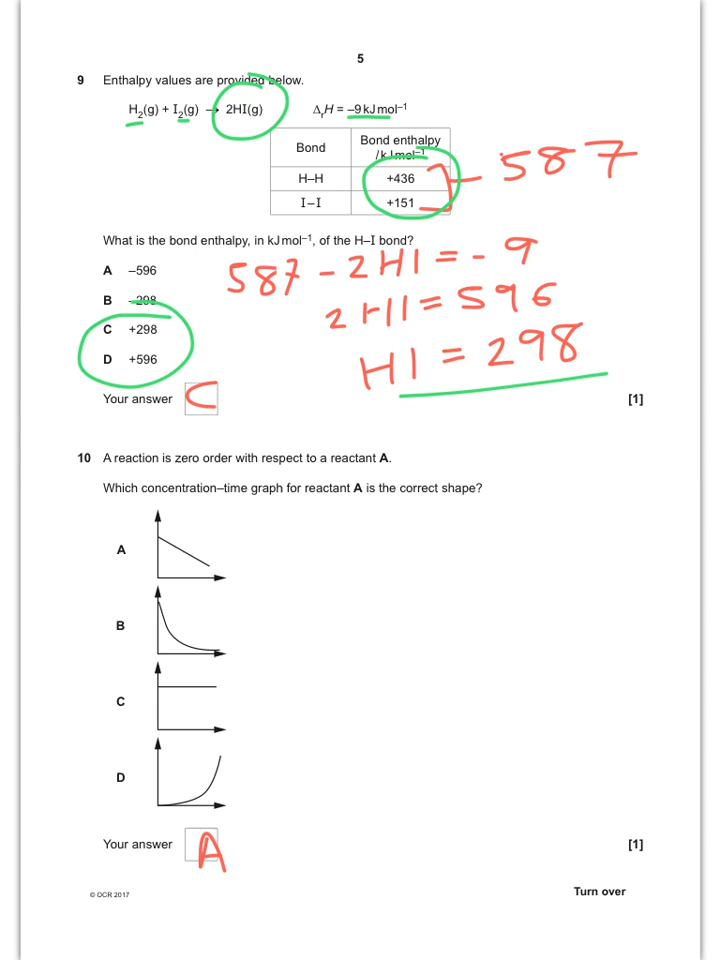 5
9 Enthalpy values are provided below.
H2(g) + I2(g) → 2HI(g) ΔrH = –9 kJ mol–1
Bond Bond enthalpy
/kJ mol–1
H–H +436
I–I +151
587
What is the bond enthalpy, in kJ mol–1, of the H–I bond?
A –596
587 - 2HI = - 9
B –298
2HI = 596
C +298
D +596
HI = 298
Your answer C [1]
10 A reaction is zero order with respect to a reactant A.
Which concentration–time graph for reactant A is the correct shape?
A
B
C
D
Your answer A [1]
© OCR 2017 Turn over